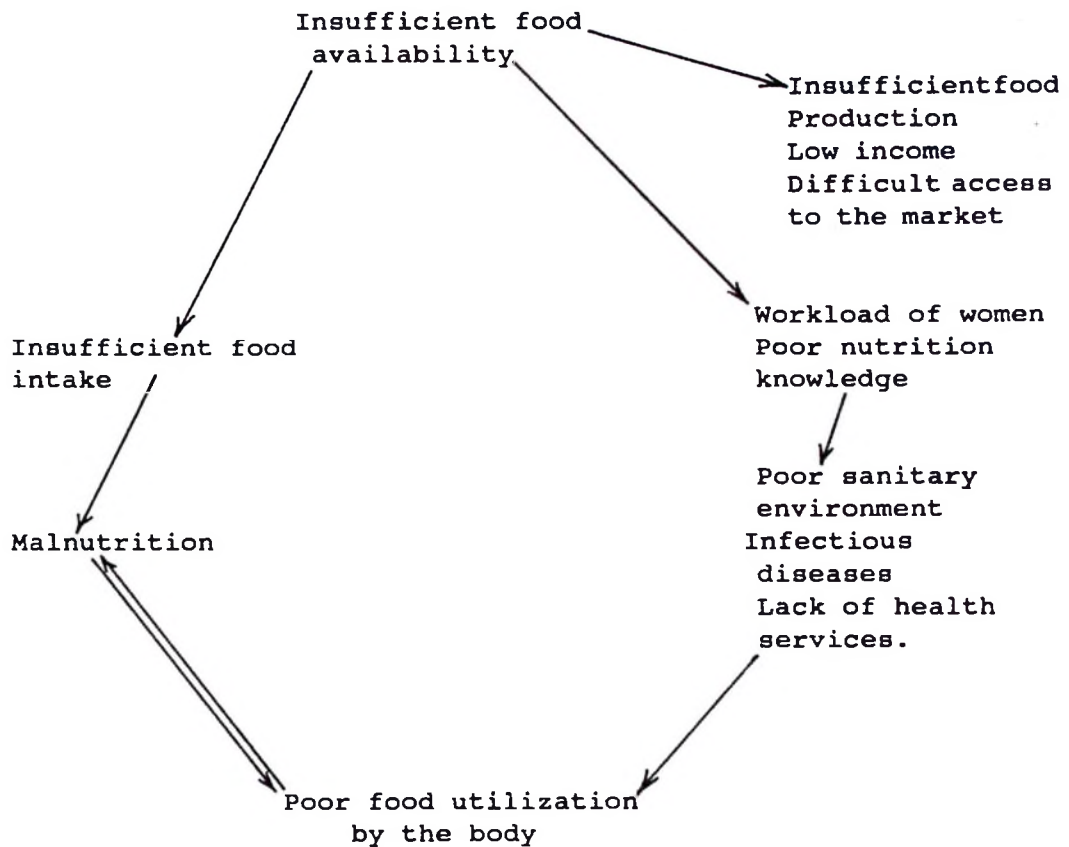 Insufficient food
availability
Insufficientfood
Production
Low income
Difficult access
to the market
Workload of women
Poor nutrition
knowledge
Insufficient food
intake
Poor sanitary
environment
Infectious
diseases
Lack of health
services.
Malnutrition
Poor food utilization
by the body